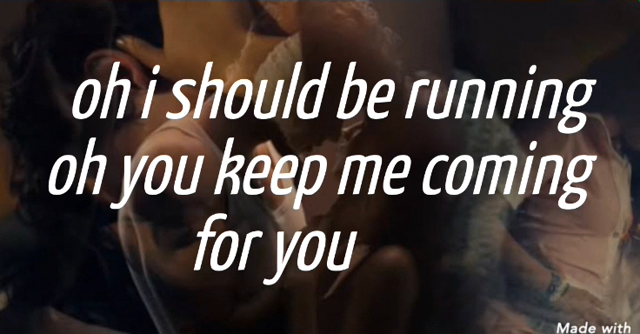 oh i should be running
oh you keep me coming
for you
Made with